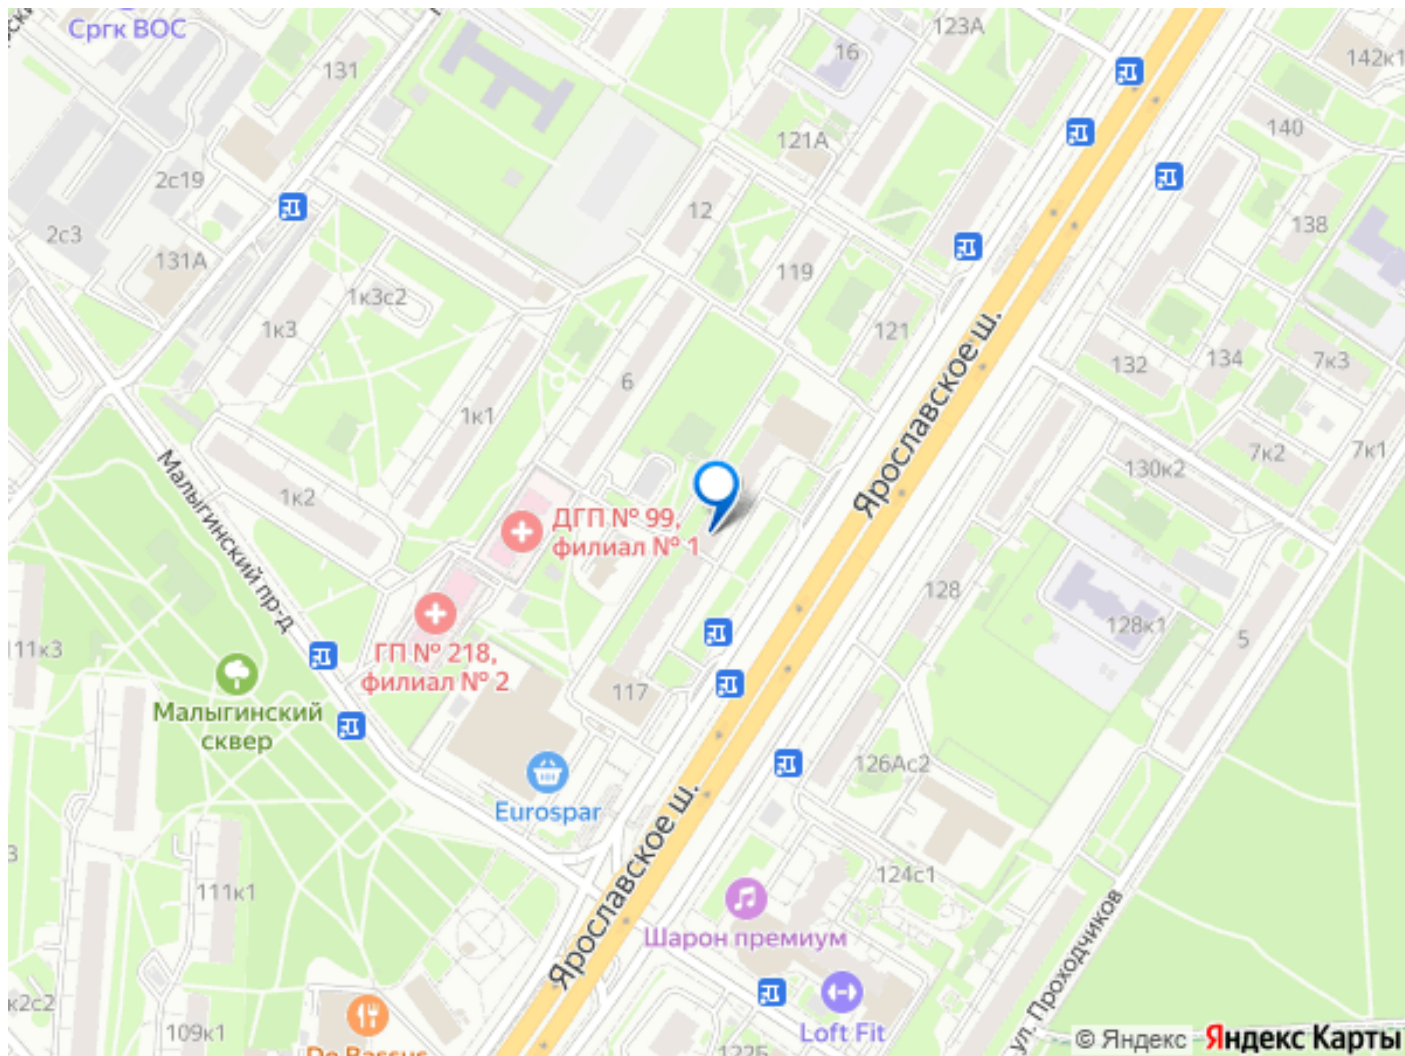 Сргк ВОС
123А
142к1
16
131
140
121А
2с19
12
138
2с3
131А
119
1к3с2
1к3
121
Ярославское ш.
132
134
7к3
6
1к1
7к2
7к1
130к2
1к2
Малыгинский пр-д
ДГП № 99,
филиал № 1
128
128к1
5
111к3
ГП № 218,
филиал № 2
117
Малыгинский
сквер
126Ас2
Eurospar
Ярославское ш.
3
111к1
124с1
Шарон премиум
ул. Проходчиков
к2с2
109к1
Loft Fit
© Яндекс Яндекс Карты